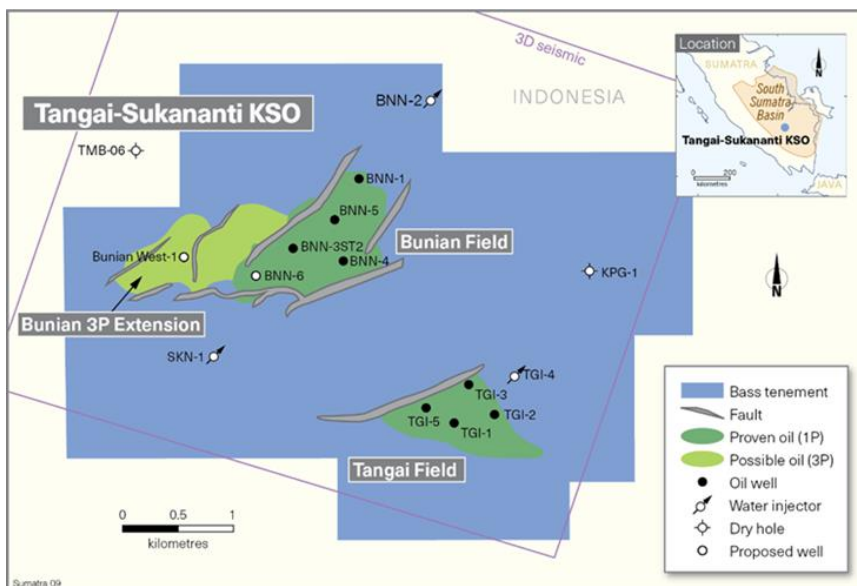 3D seismic
Location
SUMATRA
N
South
Sumatra
Basin
Tangai-Sukananti KSO
0 200
kilometres
JAVA
INDONESIA
BNN-2
Tangai-Sukananti KSO
TMB-06
BNN-1
BNN-5
Bunian Field
BNN-3ST2
Bunian West-1
BNN-4
BNN-6
KPG-1
N
Bunian 3P Extension
SKN-1
TGI-4
TGI-3
TGI-5
TGI-2
TGI-1
Tangai Field
0 0.5 1
kilometres
Bass tenement
Fault
Proven oil (1P)
Possible oil (3P)
Oil well
Water injector
Dry hole
Proposed well
Sumatra 09